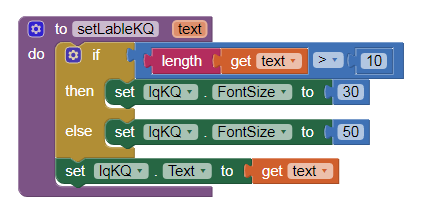 to setLableKQ text
do if length get text > 10
then set lqKQ . FontSize to 30
else set lqKQ . FontSize to 50
set lqKQ . Text to get text